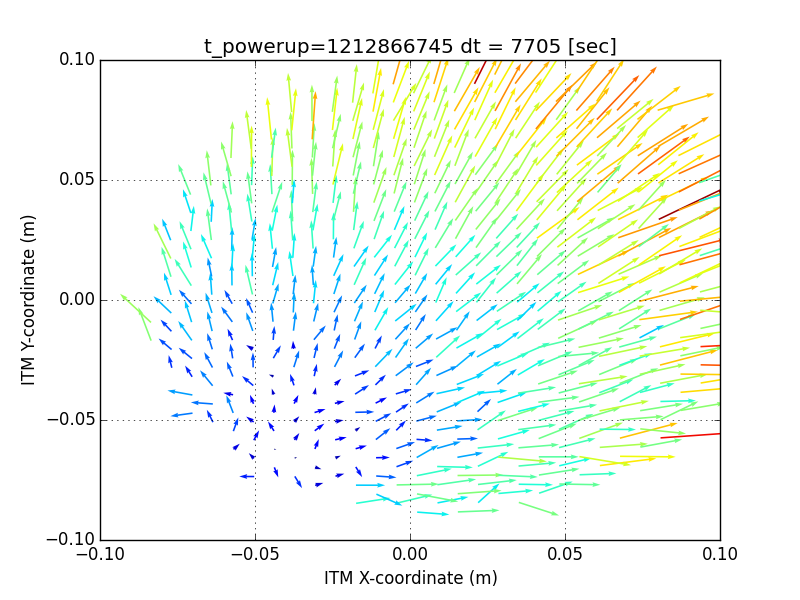 t_powerup=1212866745 dt = 7705 [sec]
0.10
0.05
0.00
−0.05
−0.10
ITM Y-coordinate (m)
−0.10 −0.05 0.00 0.05 0.10
ITM X-coordinate (m)